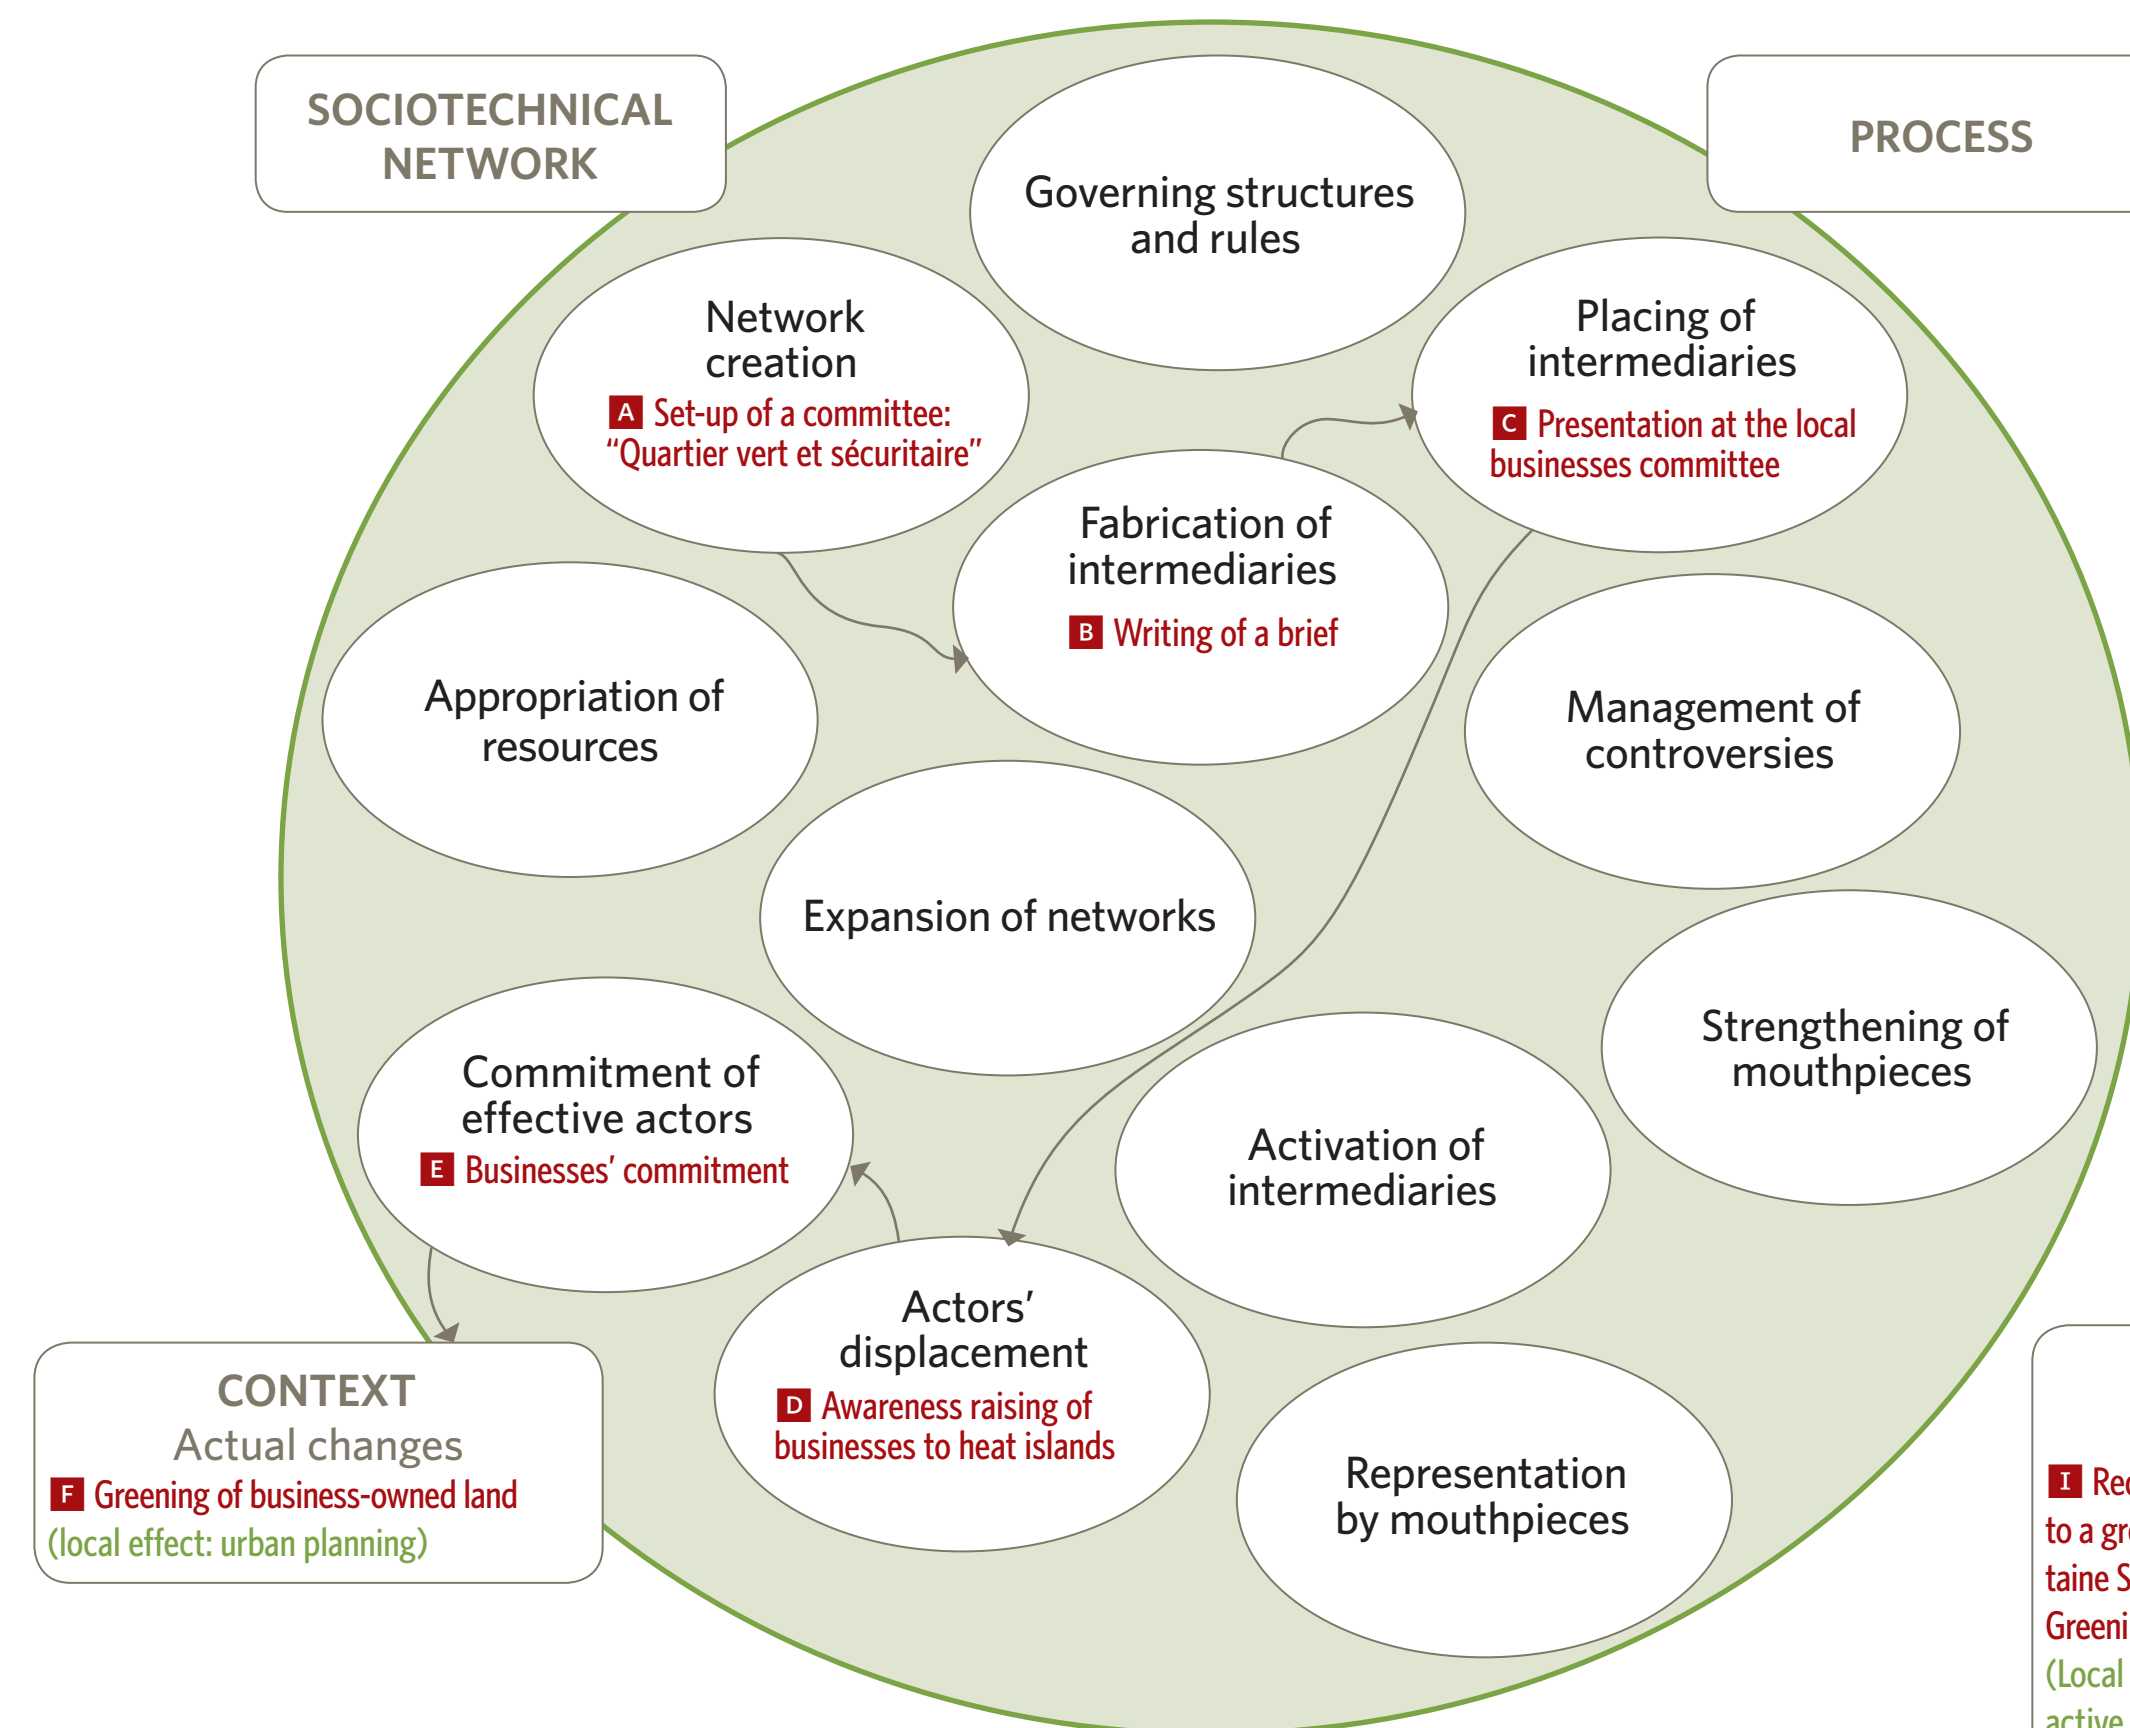 SOCIOTECHNICAL
NETWORK
PROCESS
Governing structures
and rules
Network
creation
A Set-up of a committee:
“Quartier vert et sécuritaire”
Placing of
intermediaries
C Presentation at the local
businesses committee
Fabrication of
intermediaries
B Writing of a brief
Appropriation of
resources
Management of
controversies
Expansion of networks
Strengthening of
mouthpieces
Commitment of
effective actors
E Businesses’ commitment
Activation of
intermediaries
Actors’
displacement
D Awareness raising of
businesses to heat islands
Representation
by mouthpieces
CONTEXT
Actual changes
F Greening of business-owned land
(local effect: urban planning)
I
to a
taine
(Local
active